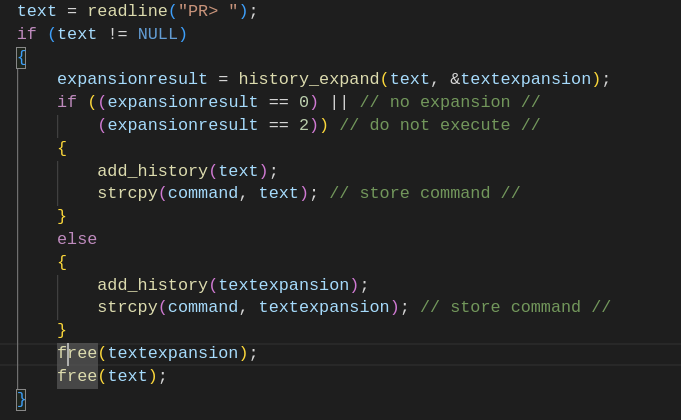 text = readline("PR> ");
if (text != NULL)
{
    expansionresult = history_expand(text, &textexpansion);
    if ((expansionresult == 0) || // no expansion //
        (expansionresult == 2)) // do not execute //
    {
        add_history(text);
        strcpy(command, text); // store command //
    }
    else
    {
        add_history(textexpansion);
        strcpy(command, textexpansion); // store command //
    }
    free(textexpansion);
    free(text);
}